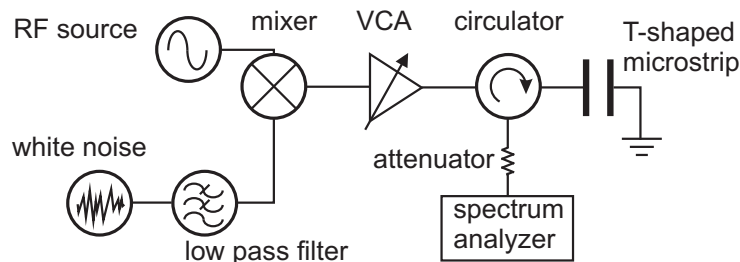 RF source
mixer
VCA
circulator
T-shaped
microstrip
white noise
attenuator
low pass filter
spectrum
analyzer